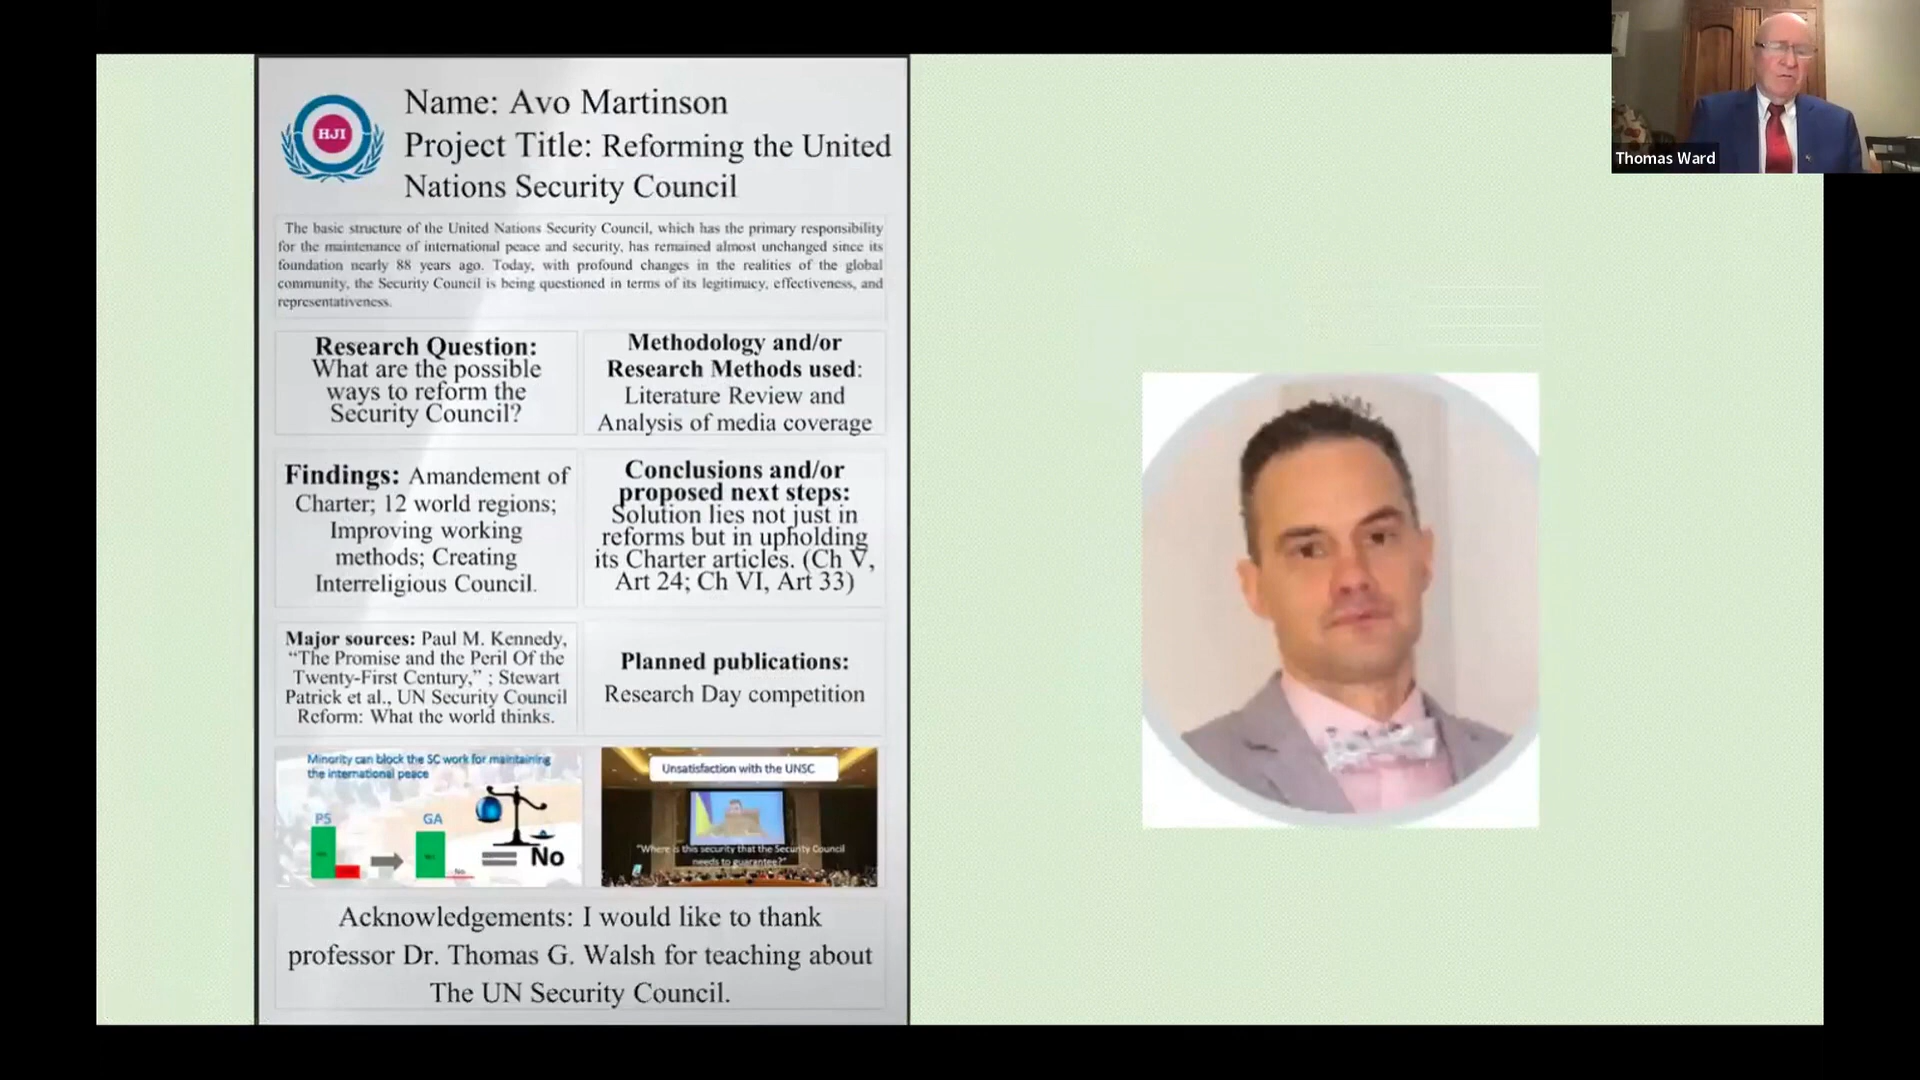 Thomas Ward
HJI
Name: Avo Martinson
Project Title: Reforming the United
Nations Security Council
The basic structure of the United Nations Security Council, which has the primary responsibility
for the maintenance of international peace and security, has remained almost unchanged since its
foundation nearly 88 years ago. Today, with profound changes in the realities of the global
community, the Security Council is being questioned in terms of its legitimacy, effectiveness, and
representativeness.
Research Question:
What are the possible
ways to reform the
Security Council?
Methodology and/or
Research Methods used:
Literature Review and
Analysis of media coverage
Findings: Amandement of
Charter; 12 world regions;
Improving working
methods; Creating
Interreligious Council.
Conclusions and/or
proposed next steps:
Solution lies not just in
reforms but in upholding
its Charter articles. (Ch V,
Art 24; Ch VI, Art 33)
Major sources: Paul M. Kennedy,
“The Promise and the Peril Of the
Twenty-First Century,” ; Stewart
Patrick et al., UN Security Council
Reform: What the world thinks.
Planned publications:
Research Day competition
Minority can block the SC work for maintaining
the international peace
P5
GA
No
No
Unsatisfaction with the UNSC
"Where is this security that the Security Council
needs to guarantee?"
Acknowledgements: I would like to thank
professor Dr. Thomas G. Walsh for teaching about
The UN Security Council.